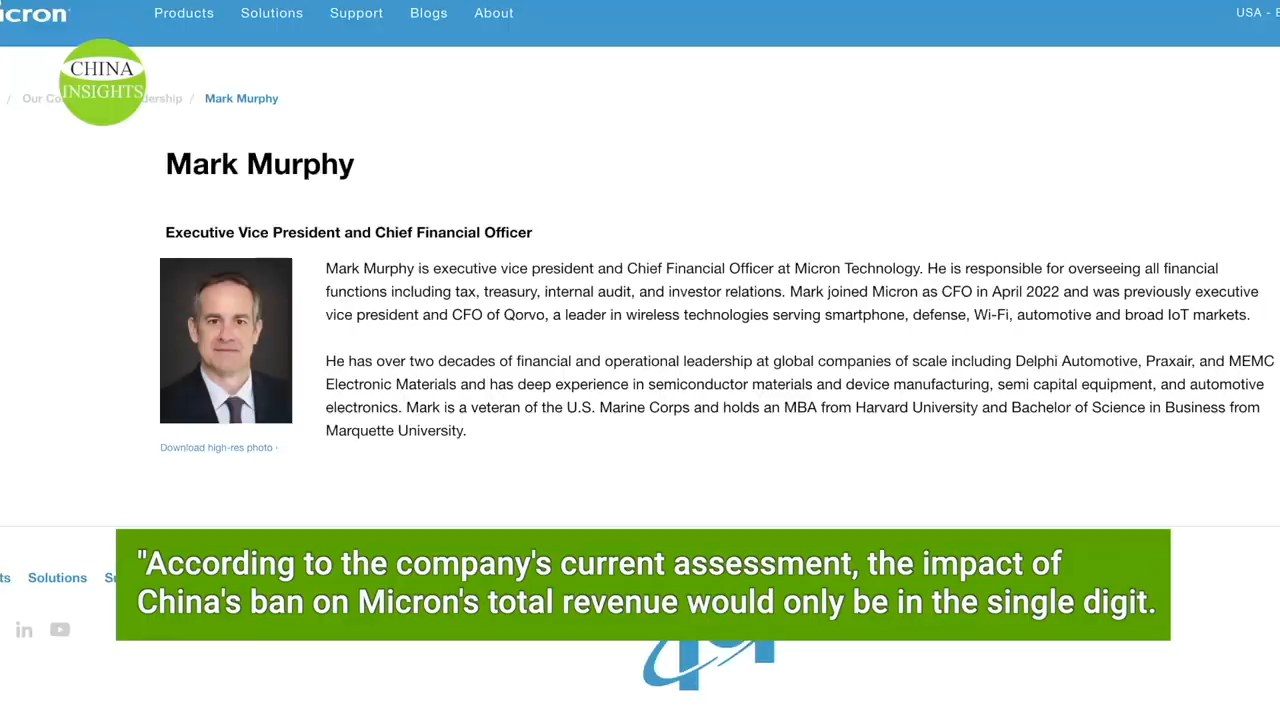 Products Solutions Support Blogs About
USA -
CHINA
INSIGHTS
/ Our / Mark Murphy
Mark Murphy
Executive Vice President and Chief Financial Officer
Mark Murphy is executive vice president and Chief Financial Officer at Micron Technology. He is responsible for overseeing all financial
functions including tax, treasury, internal audit, and investor relations. Mark joined Micron as CFO in April 2022 and was previously executive
vice president and CFO of Qorvo, a leader in wireless technologies serving smartphone, defense, Wi-Fi, automotive and broad IoT markets.
He has over two decades of financial and operational leadership at global companies of scale including Delphi Automotive, Praxair, and MEMC
Electronic Materials and has deep experience in semiconductor materials and device manufacturing, semi capital equipment, and automotive
electronics. Mark is a veteran of the U.S. Marine Corps and holds an MBA from Harvard University and Bachelor of Science in Business from
Marquette University.
Download high-res photo ›
"According to the company's current assessment, the impact of
China's ban on Micron's total revenue would only be in the single digit.
Solutions